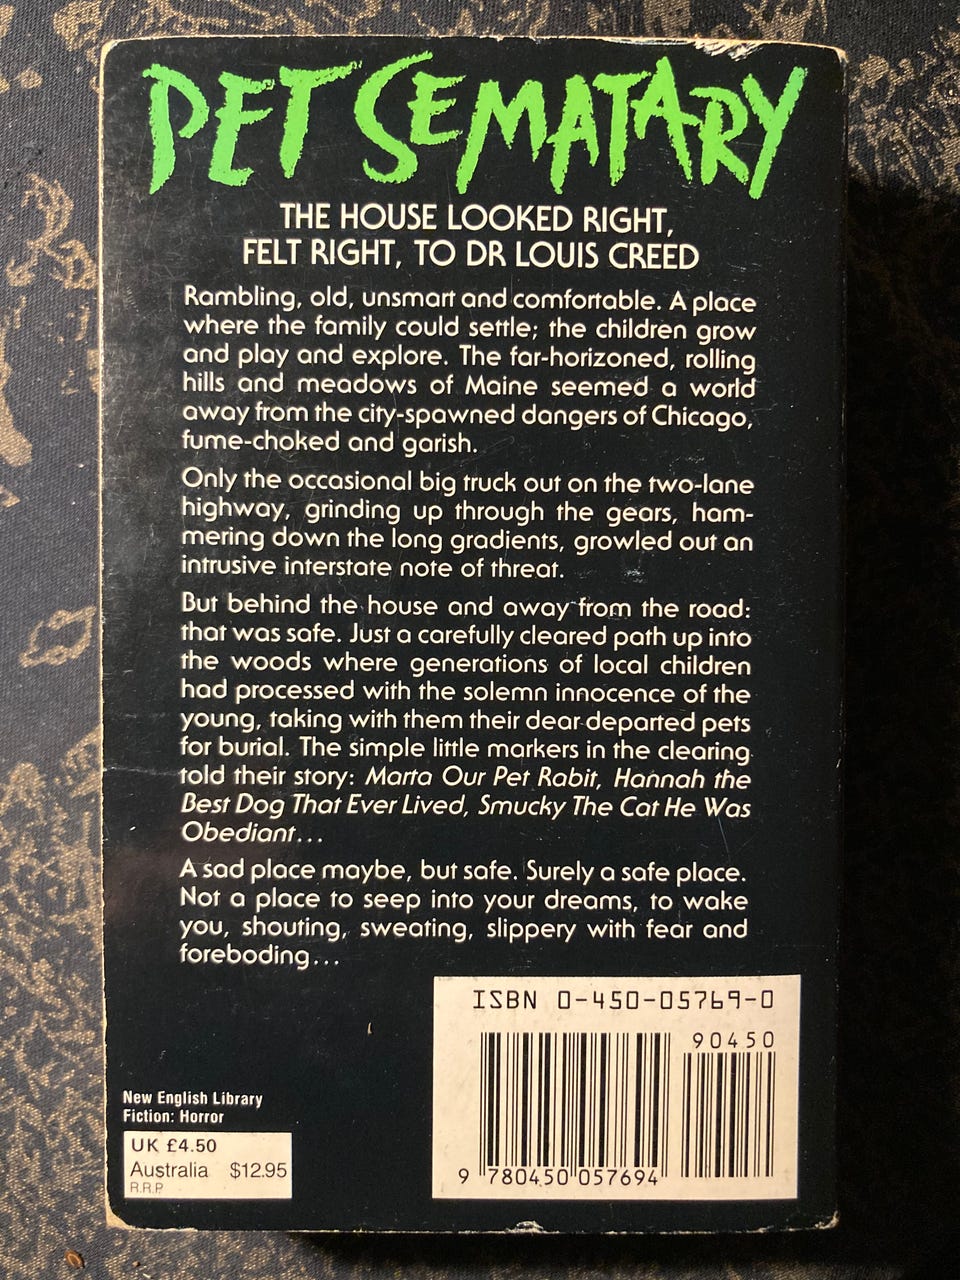 PET SEMATARY
THE HOUSE LOOKED RIGHT,
FELT RIGHT, TO DR LOUIS CREED
Rambling, old, unsmart and comfortable. A place
where the family could settle; the children grow
and play and explore. The far-horizoned, rolling
hills and meadows of Maine seemed a world
away from the city-spawned dangers of Chicago,
fume-choked and garish.
Only the occasional big truck out on the two-lane
highway, grinding up through the gears, ham-
mering down the long gradients, growled out an
intrusive interstate note of threat.
But behind the house and away from the road:
that was safe. Just a carefully cleared path up into
the woods where generations of local children
had processed with the solemn innocence of the
young, taking with them their dear departed pets
for burial. The simple little markers in the clearing
told their story: Marta Our Pet Rabit, Hannah the
Best Dog That Ever Lived, Smucky The Cat He Was
Obediant...
A sad place maybe, but safe. Surely a safe place.
Not a place to seep into your dreams, to wake
you, shouting, sweating, slippery with fear and
foreboding...
ISBN 0-450-05769-0
90450
9 780450 057694
New English Library
Fiction: Horror
UK £4.50
Australia $12.95
R.R.P.